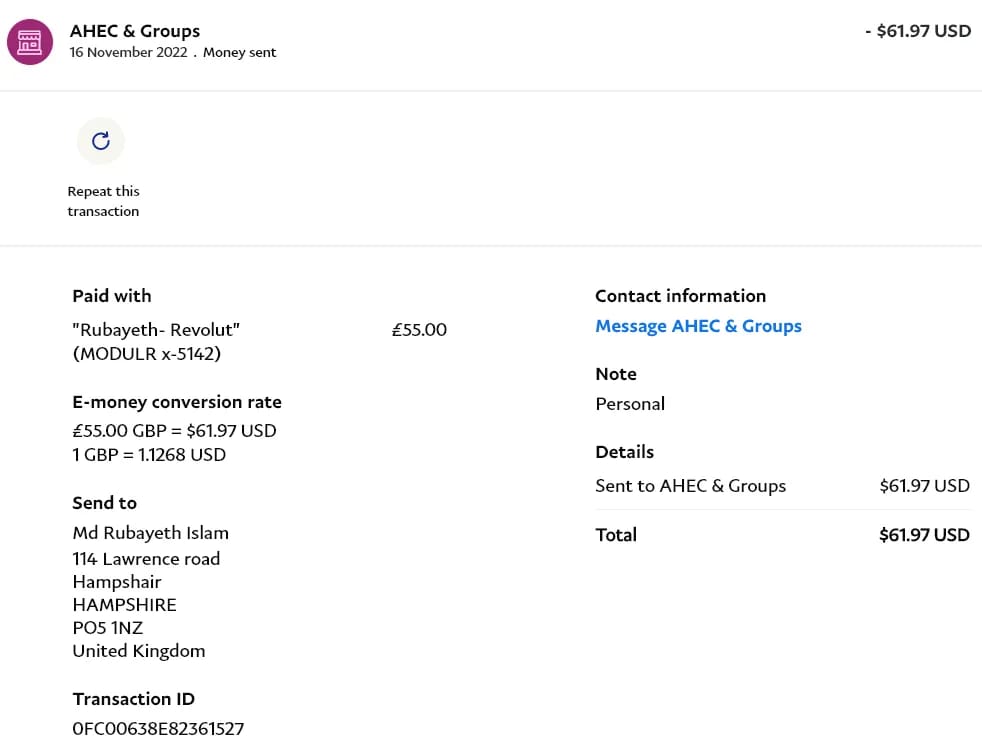 AHEC & Groups
16 November 2022 . Money sent
- $61.97 USD
Repeat this
transaction
Paid with
"Rubayeth- Revolut" £55.00
(MODULR x-5142)
E-money conversion rate
£55.00 GBP = $61.97 USD
1 GBP = 1.1268 USD
Send to
Md Rubayeth Islam
114 Lawrence road
Hampshair
HAMPSHIRE
PO5 1NZ
United Kingdom
Transaction ID
0FC00638E82361527
Contact information
Message AHEC & Groups
Note
Personal
Details
Sent to AHEC & Groups $61.97 USD
Total $61.97 USD